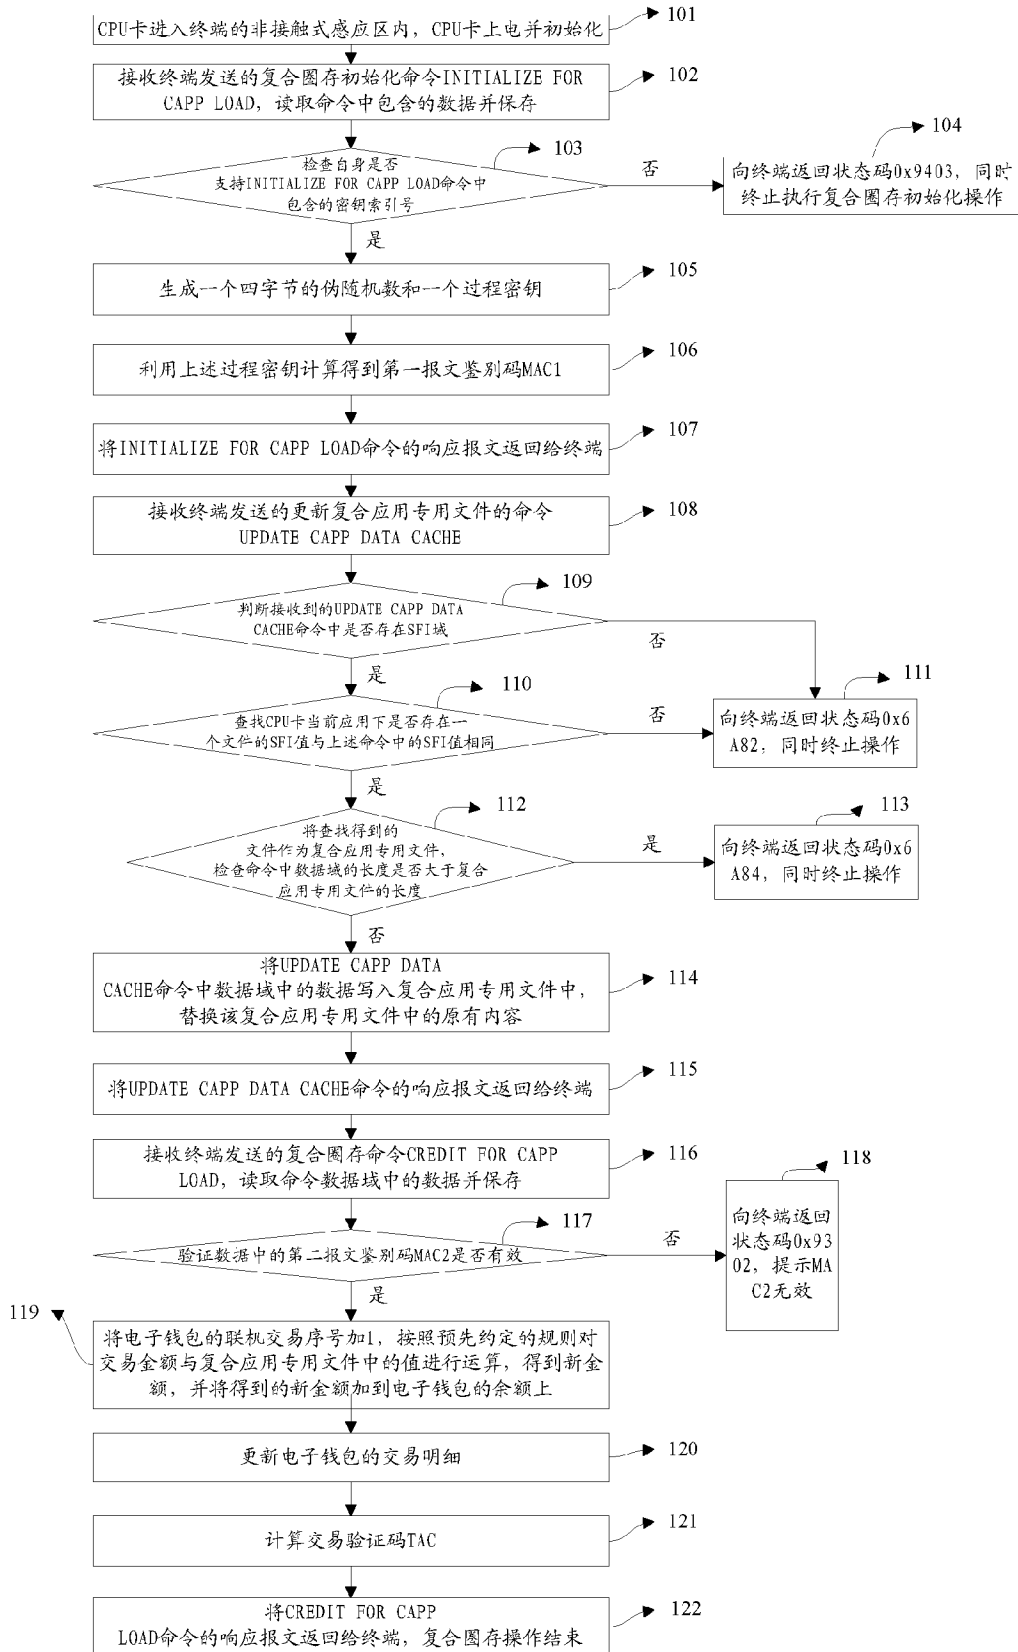 CPU卡进入终端的非接触式感应区内，CPU卡上电并初始化
101
接收终端发送的复合圈存初始化命令INITIALIZE FOR
CAPP LOAD，读取命令中包含的数据并保存
102
检查自身是否
支持INITIALIZE FOR CAPP LOAD命令中
包含的密钥索引号
103
否
向终端返回状态码0x9403，同时
终止执行复合圈存初始化操作
104
是
生成一个四字节的伪随机数和一个过程密钥
105
利用上述过程密钥计算得到第一报文鉴别码MAC1
106
将INITIALIZE FOR CAPP LOAD命令的响应报文返回给终端
107
接收终端发送的更新复合应用专用文件的命令
UPDATE CAPP DATA CACHE
108
判断接收到的UPDATE CAPP DATA
CACHE命令中是否存在SFI域
109
否
是
查找CPU卡当前应用下是否存在一
个文件的SFI值与上述命令中的SFI值相同
110
否
向终端返回状态码0x6
A82，同时终止操作
111
是
将查找得到的
文件作为复合应用专用文件，
检查命令中数据域的长度是否大于复合
应用专用文件的长度
112
是
向终端返回状态码0x6
A84，同时终止操作
113
否
将UPDATE CAPP DATA
CACHE命令中数据域中的数据写入复合应用专用文件中，
替换该复合应用专用文件中的原有内容
114
将UPDATE CAPP DATA CACHE命令的响应报文返回给终端
115
接收终端发送的复合圈存命令CREDIT FOR CAPP
LOAD，读取命令数据域中的数据并保存
116
验证数据中的第二报文鉴别码MAC2是否有效
117
否
向终端返回
状态码0x93
02，提示MA
C2无效
118
是
119
将电子钱包的联机交易序号加1，按照预先约定的规则对
交易金额与复合应用专用文件中的值进行运算，得到新金
额，并将得到的新金额加到电子钱包的余额上
更新电子钱包的交易明细
120
计算交易验证码TAC
121
将CREDIT FOR CAPP
LOAD命令的响应报文返回给终端，复合圈存操作结束
122